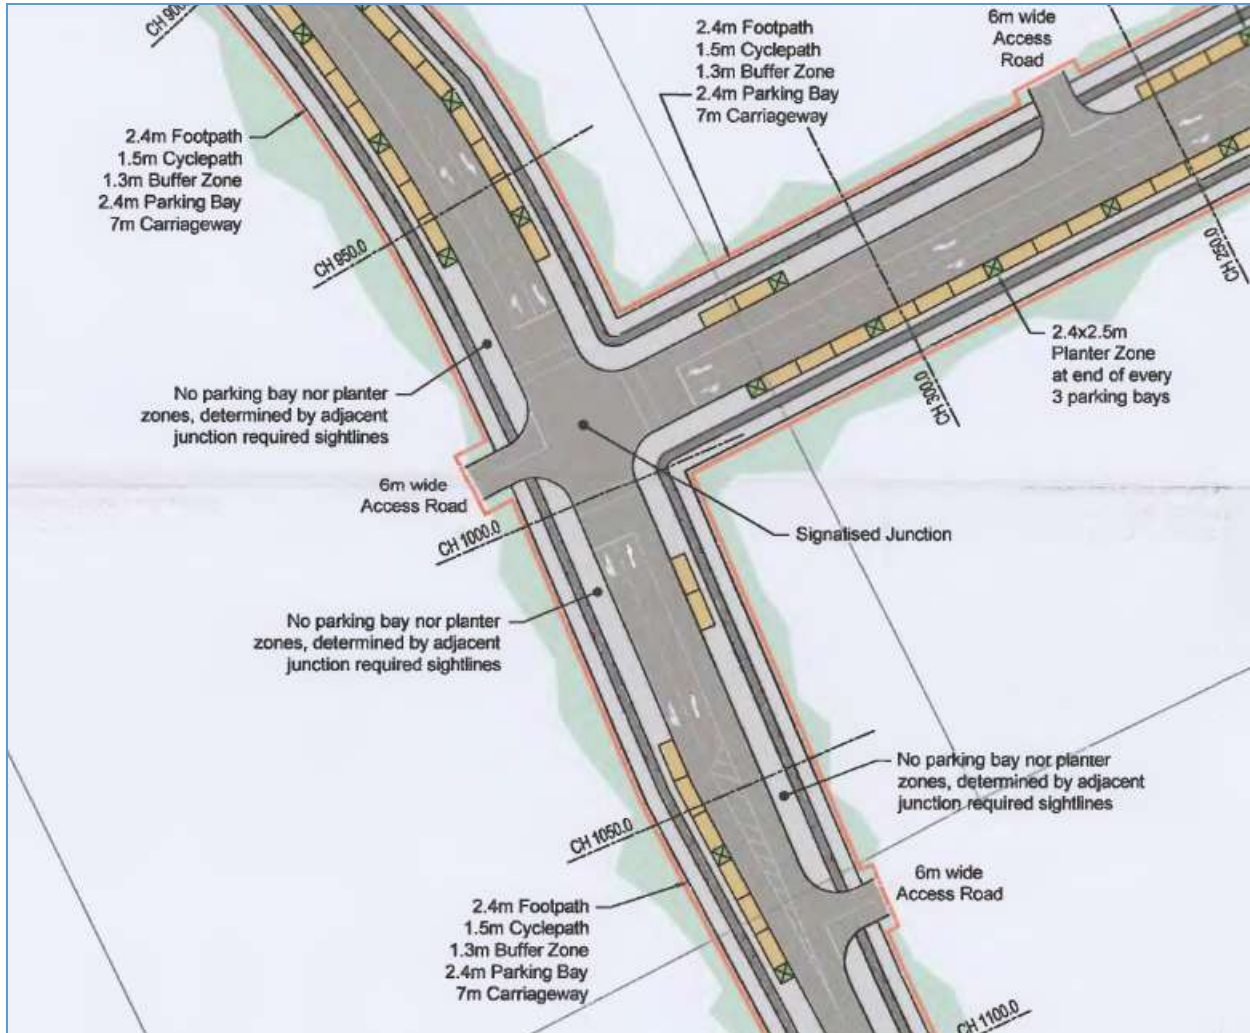 CH 900.
2.4m Footpath
1.5m Cyclepath
1.3m Buffer Zone
2.4m Parking Bay
7m Carriageway
6m wide
Access
Road
2.4m Footpath
1.5m Cyclepath
1.3m Buffer Zone
2.4m Parking Bay
7m Carriageway
CH 950.0
CH 250.0
2.4x2.5m
Planter Zone
at end of every
3 parking bays
CH 300.0
No parking bay nor planter
zones, determined by adjacent
junction required sightlines
6m wide
Access Road
CH 1000.0
Signalised Junction
No parking bay nor planter
zones, determined by adjacent
junction required sightlines
No parking bay nor planter
zones, determined by adjacent
junction required sightlines
CH 1050.0
6m wide
Access Road
2.4m Footpath
1.5m Cyclepath
1.3m Buffer Zone
2.4m Parking Bay
7m Carriageway
CH 1100.0